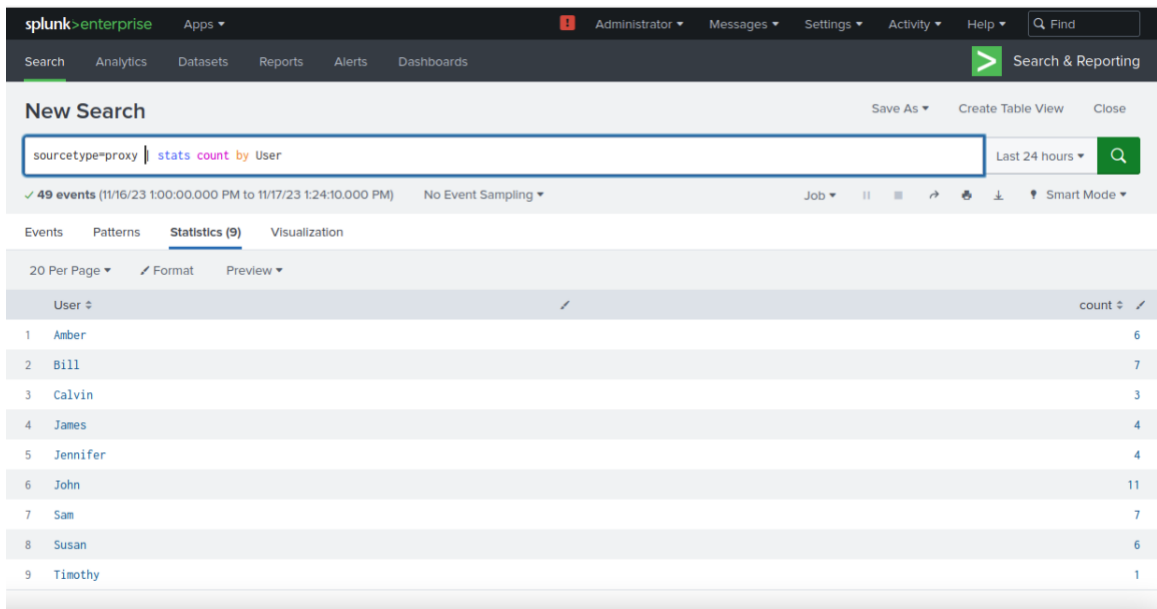 splunk>enterprise Apps ! Administrator Messages Settings Activity Help Find
Search Analytics Datasets Reports Alerts Dashboards > Search & Reporting
New Search Save As Create Table View Close
sourcetype=proxy | stats count by User Last 24 hours
✓ 49 events (11/16/23 1:00:00.000 PM to 11/17/23 1:24:10.000 PM) No Event Sampling Job Smart Mode
Events Patterns Statistics (9) Visualization
20 Per Page Format Preview
User count
1 Amber 6
2 Bill 7
3 Calvin 3
4 James 4
5 Jennifer 4
6 John 11
7 Sam 7
8 Susan 6
9 Timothy 1